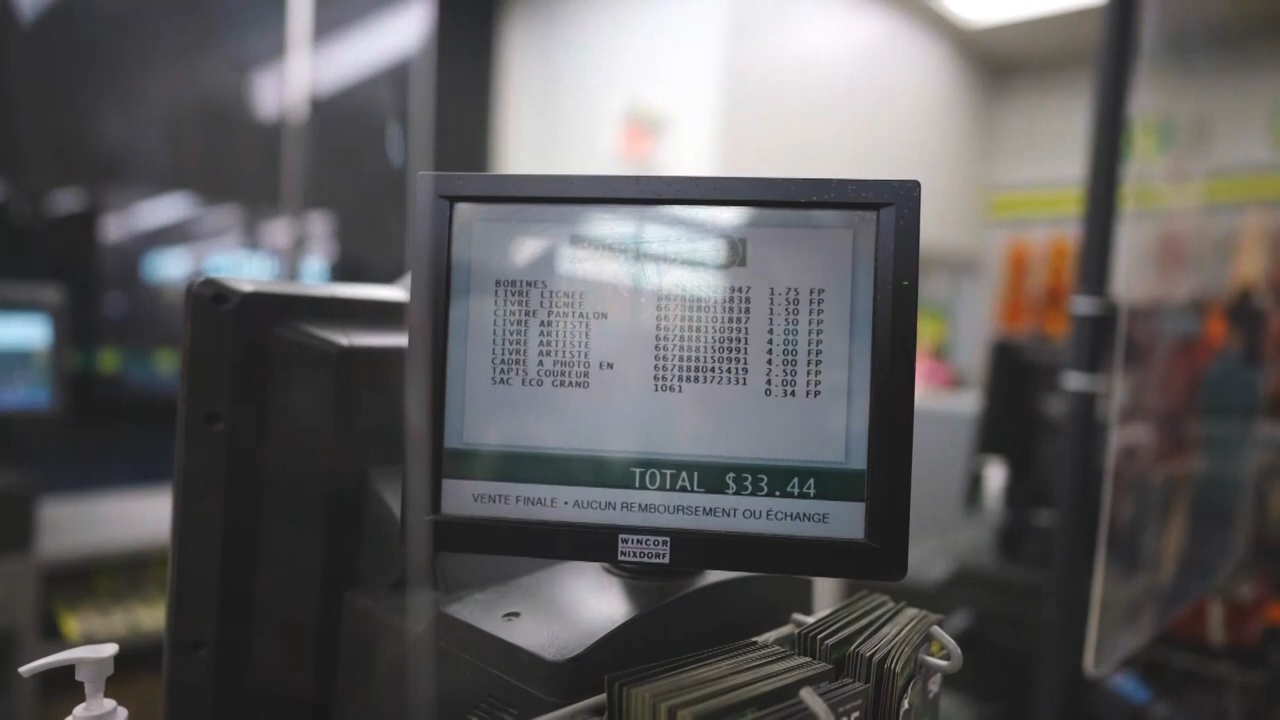 BOBINES 1.75 FP
LIVRE LIGNEE 667888013838 1.50 FP
LIVRE LIGNEE 667888013838 1.50 FP
CINTRE PANTALON 667888101887 1.50 FP
LIVRE ARTISTE 667888150991 4.00 FP
LIVRE ARTISTE 667888150991 4.00 FP
LIVRE ARTISTE 667888150991 4.00 FP
LIVRE ARTISTE 667888150991 4.00 FP
CADRE A PHOTO EN 667888045419 2.50 FP
TAPIS COUREUR 667888372331 4.00 FP
SAC ECO GRAND 1061 0.34 FP
TOTAL $33.44
VENTE FINALE • AUCUN REMBOURSEMENT OU ÉCHANGE
WINCOR
NIXDORF